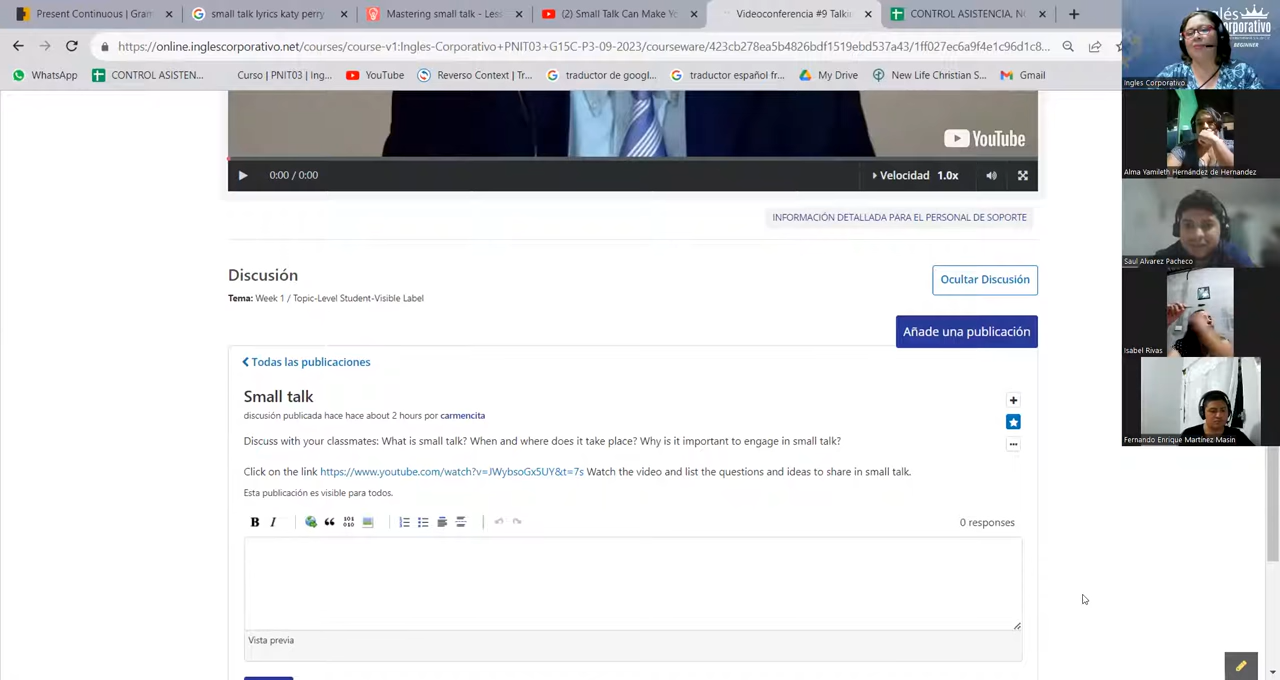 Present Continuous | Gram
small talk lyrics katy perry
Mastering small talk - Less
(2) Small Talk Can Make Yo
Videoconferencia #9 Talkin
CONTROL ASISTENCIA, NO
https://online.inglescorporativo.net/courses/course-v1:Ingles-Corporativo+PNIT03+G15C-P3-09-2023/courseware/423cb278ea5b4826bdf1519ebd537a43/1ff027ec6a9f4e1c96d1c8...
WhatsApp
CONTROL ASISTEN...
Curso | PNIT03 | Ing...
YouTube
Reverso Context | Tr...
traductor de googl...
traductor español fr...
My Drive
New Life Christian S...
Gmail
Inglés
Corporativo
BEGINNER
Ingles Corporativo
Alma Yamileth Hernández de Hernandez
Saul Alvarez Pacheco
Isabel Rivas
Fernando Enrique Martínez Masin
YouTube
0:00 / 0:00
Velocidad 1.0x
INFORMACIÓN DETALLADA PARA EL PERSONAL DE SOPORTE
Discusión
Ocultar Discusión
Tema: Week 1 / Topic-Level Student-Visible Label
Añade una publicación
Todas las publicaciones
Small talk
discusión publicada hace hace about 2 hours por carmencita
Discuss with your classmates: What is small talk? When and where does it take place? Why is it important to engage in small talk?
Click on the link https://www.youtube.com/watch?v=JWybsoGx5UY&t=7s Watch the video and list the questions and ideas to share in small talk.
Esta publicación es visible para todos.
B I
0 responses
Vista previa